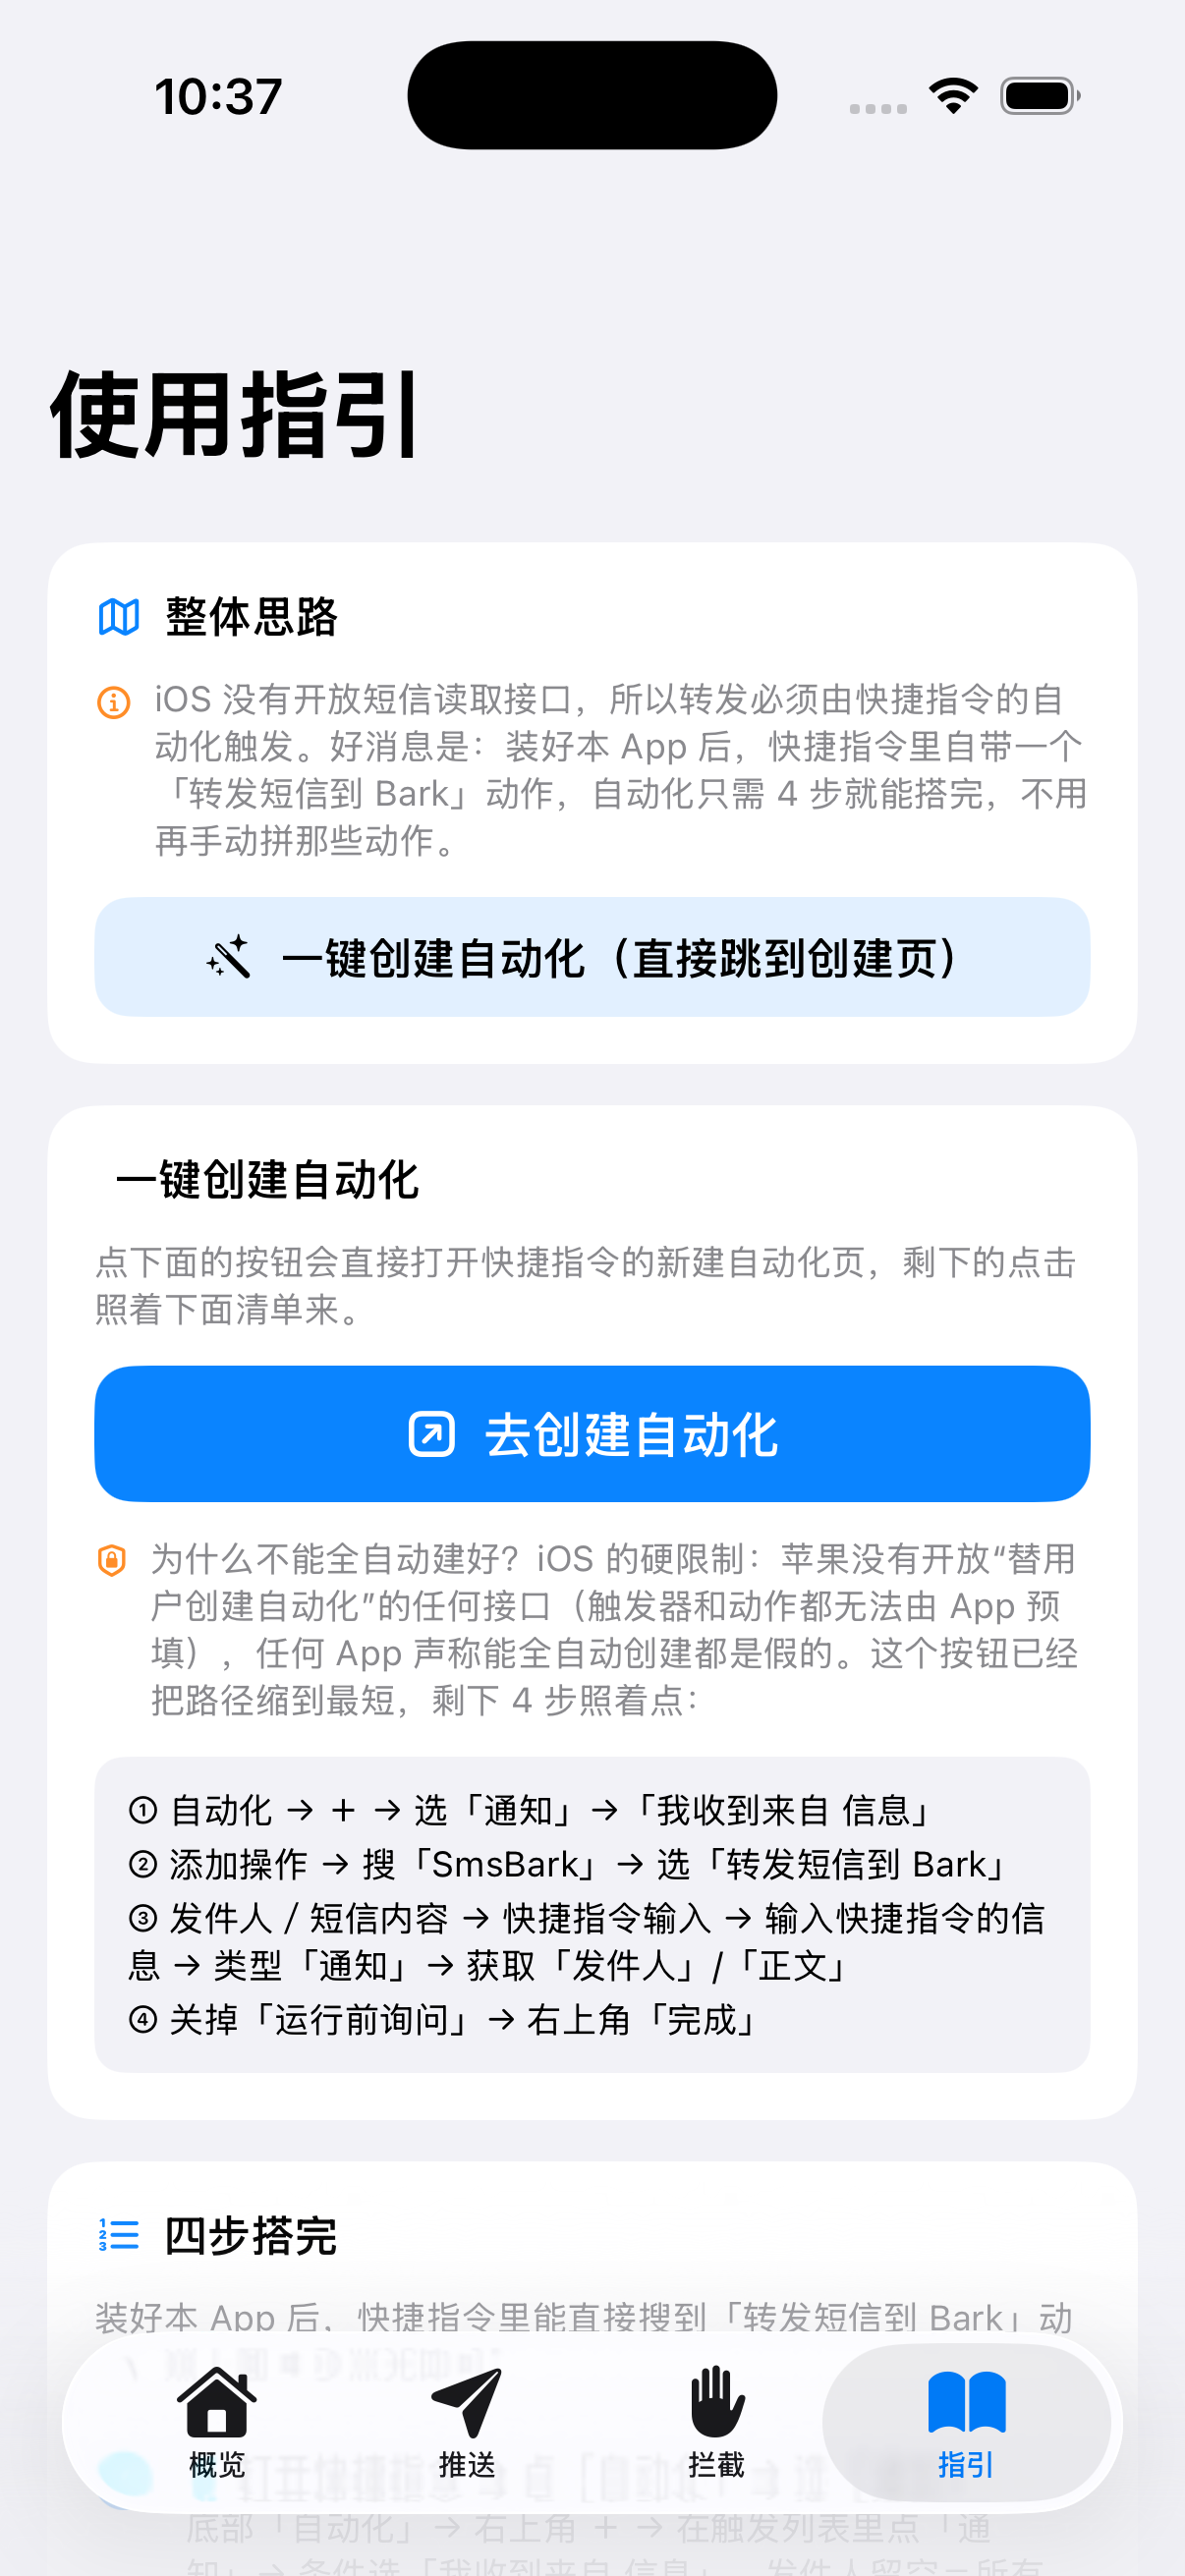 10:37
使用指引
整体思路
iOS 没有开放短信读取接口，所以转发必须由快捷指令的自
动化触发。好消息是：装好本 App 后，快捷指令里自带一个
「转发短信到 Bark」动作，自动化只需 4 步就能搭完，不用
再手动拼那些动作。
一键创建自动化（直接跳到创建页）
一键创建自动化
点下面的按钮会直接打开快捷指令的新建自动化页，剩下的点击
照着下面清单来。
去创建自动化
为什么不能全自动建好？iOS 的硬限制：苹果没有开放“替用
户创建自动化”的任何接口（触发器和动作都无法由 App 预
填），任何 App 声称能全自动创建都是假的。这个按钮已经
把路径缩到最短，剩下 4 步照着点：
① 自动化 → ＋ → 选「通知」→「我收到来自 信息」
② 添加操作 → 搜「SmsBark」→ 选「转发短信到 Bark」
③ 发件人 / 短信内容 → 快捷指令输入 → 输入快捷指令的信
息 → 类型「通知」→ 获取「发件人」/「正文」
④ 关掉「运行前询问」→ 右上角「完成」
四步搭完
装好本 App 后，快捷指令里能直接搜到「转发短信到 Bark」动
概览
推送
拦截
指引
底部「自动化」→ 右上角 ＋ → 在触发列表里点「通
知」→ 条件选「我收到来自 信息」，发件人留空＝所有